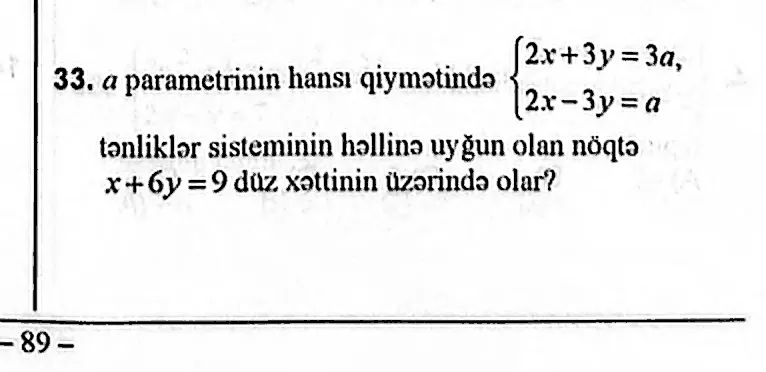 33. a parametrinin hansı qiymətində {2x+3y=3a,
2x−3y=a
tənliklər sisteminin həllinə uyğun olan nöqtə
x+6y=9 düz xəttinin üzərində olar?
– 89 –